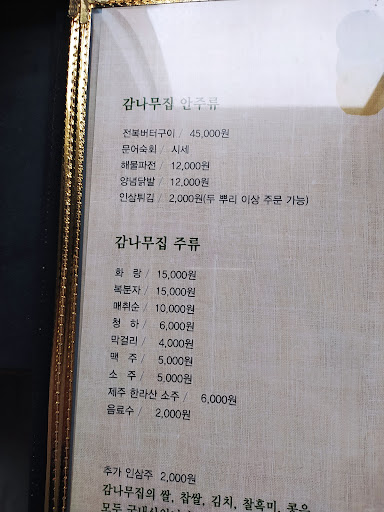 감나무집 안주류
전복버터구이 / 45,000원
문어숙회 / 시세
해물파전 / 12,000원
양념닭발 / 12,000원
인삼튀김 / 2,000원(두 뿌리 이상 주문 가능)
감나무집 주류
화 랑 / 15,000원
복분자 / 15,000원
매취순 / 10,000원
청 하 / 6,000원
막걸리 / 4,000원
맥 주 / 5,000원
소 주 / 5,000원
제주 한라산 소주 / 6,000원
음료수 / 2,000원
추가 인삼주 2,000원
감나무집의 쌀, 찹쌀, 김치, 찰흑미, 콩은
모두